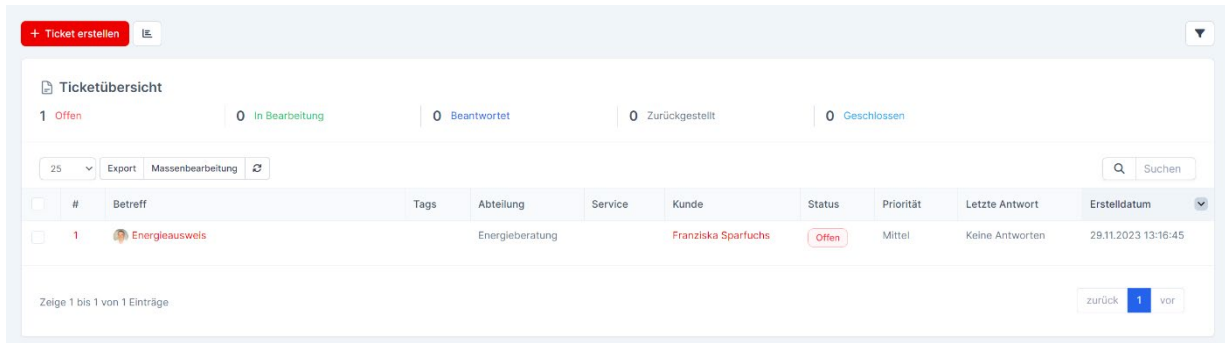 + Ticket erstellen
Ticketübersicht
1 Offen 0 In Bearbeitung 0 Beantwortet 0 Zurückgestellt 0 Geschlossen
25 Export Massenbearbeitung Suchen
# Betreff Tags Abteilung Service Kunde Status Priorität Letzte Antwort Erstelldatum
1 Energieausweis Energieberatung Franziska Sparfuchs Offen Mittel Keine Antworten 29.11.2023 13:16:45
Zeige 1 bis 1 von 1 Einträge zurück 1 vor